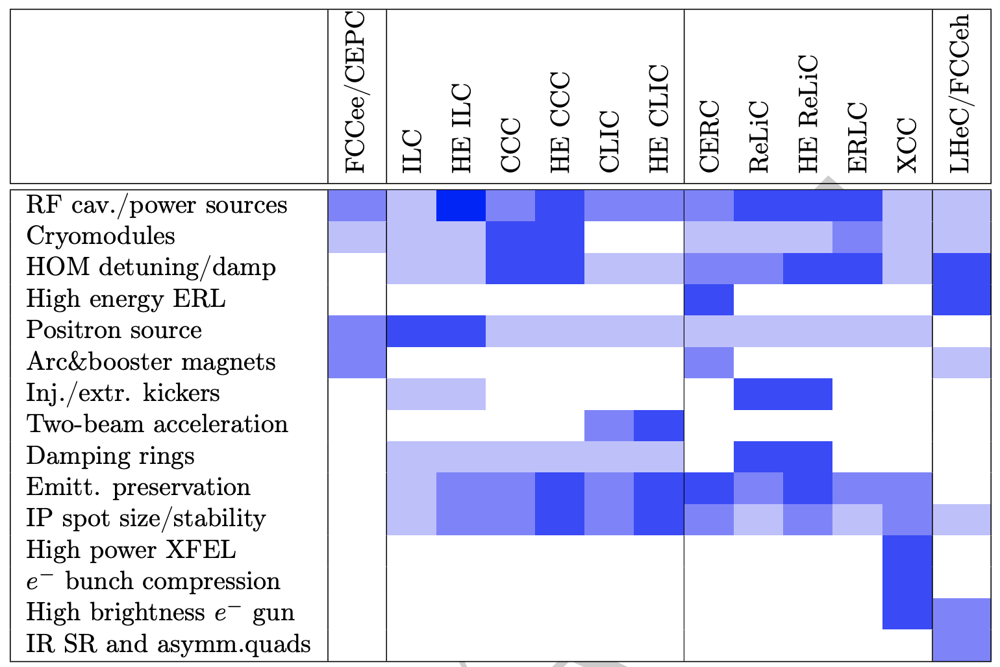 FCCee/CEPC
ILC
HE ILC
CCC
HE CCC
CLIC
HE CLIC
CERC
ReLiC
HE ReLiC
ERLC
XCC
LHeC/FCCeh
RF cav./power sources
Cryomodules
HOM detuning/damp
High energy ERL
Positron source
Arc&booster magnets
Inj./extr. kickers
Two-beam acceleration
Damping rings
Emitt. preservation
IP spot size/stability
High power XFEL
e⁻ bunch compression
High brightness e⁻ gun
IR SR and asymm.quads